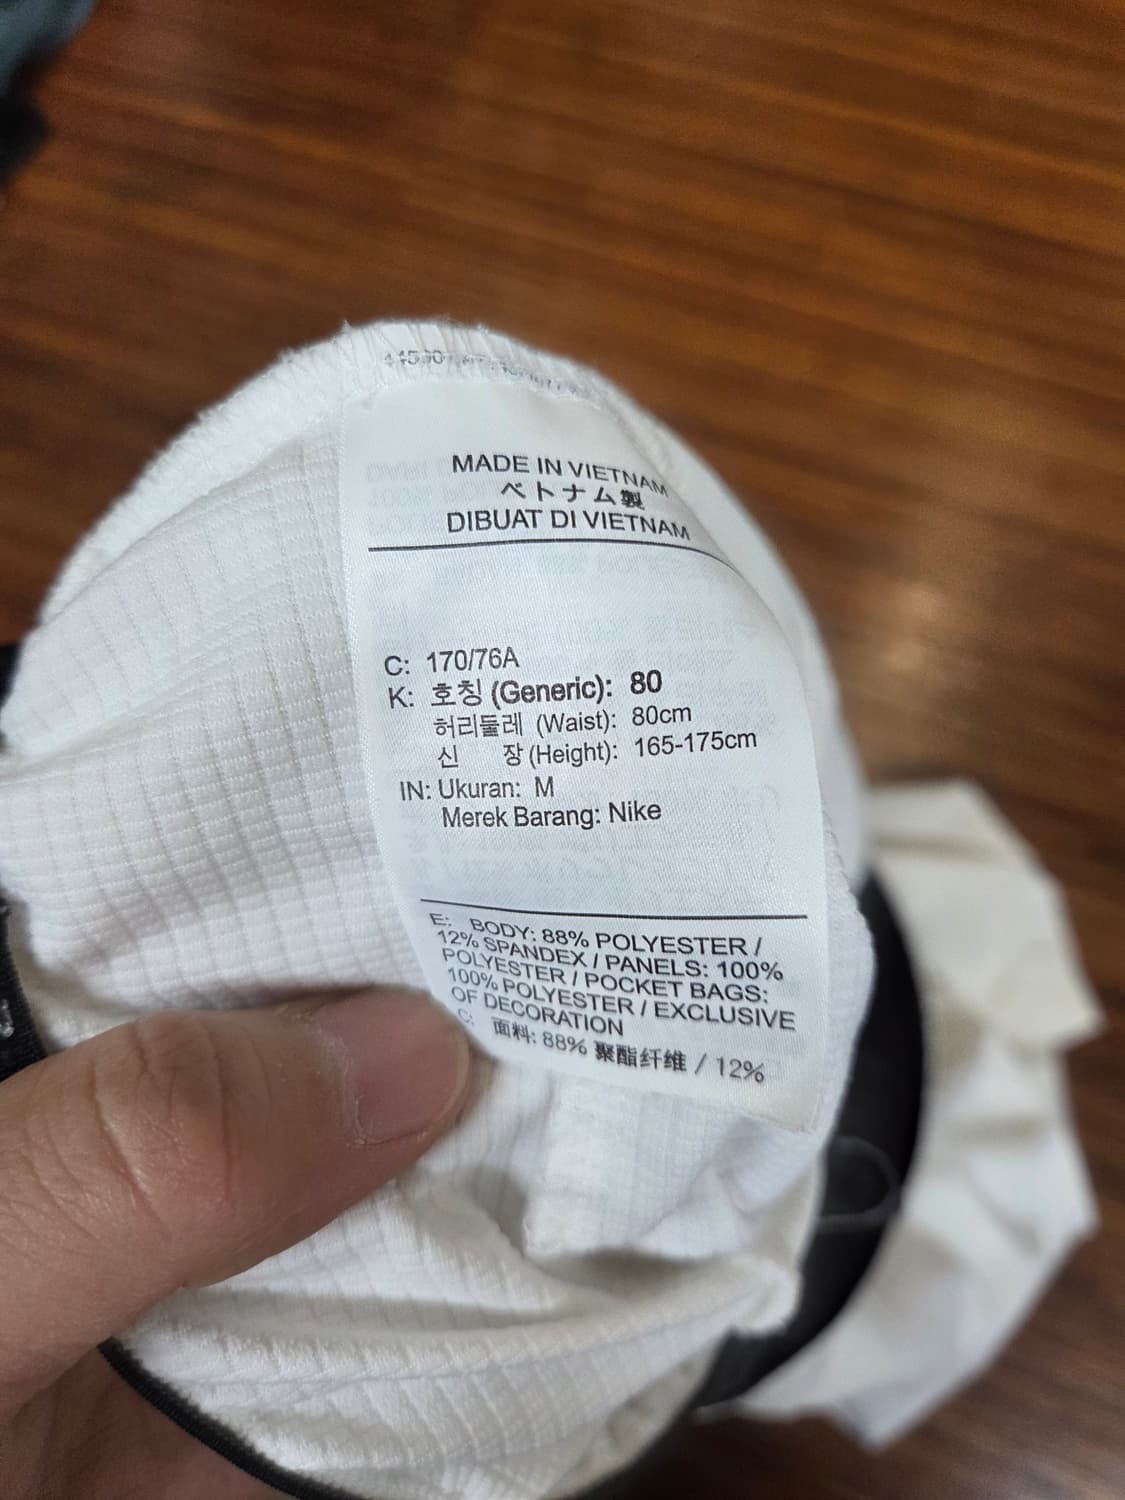 MADE IN VIETNAM
ベトナム製
DIBUAT DI VIETNAM
C: 170/76A
K: 호칭 (Generic): 80
허리둘레 (Waist): 80cm
신 장 (Height): 165-175cm
IN: Ukuran: M
Merek Barang: Nike
E: BODY: 88% POLYESTER /
12% SPANDEX / PANELS: 100%
POLYESTER / POCKET BAGS:
100% POLYESTER / EXCLUSIVE
OF DECORATION
C: 面料: 88% 聚酯纤维 / 12%